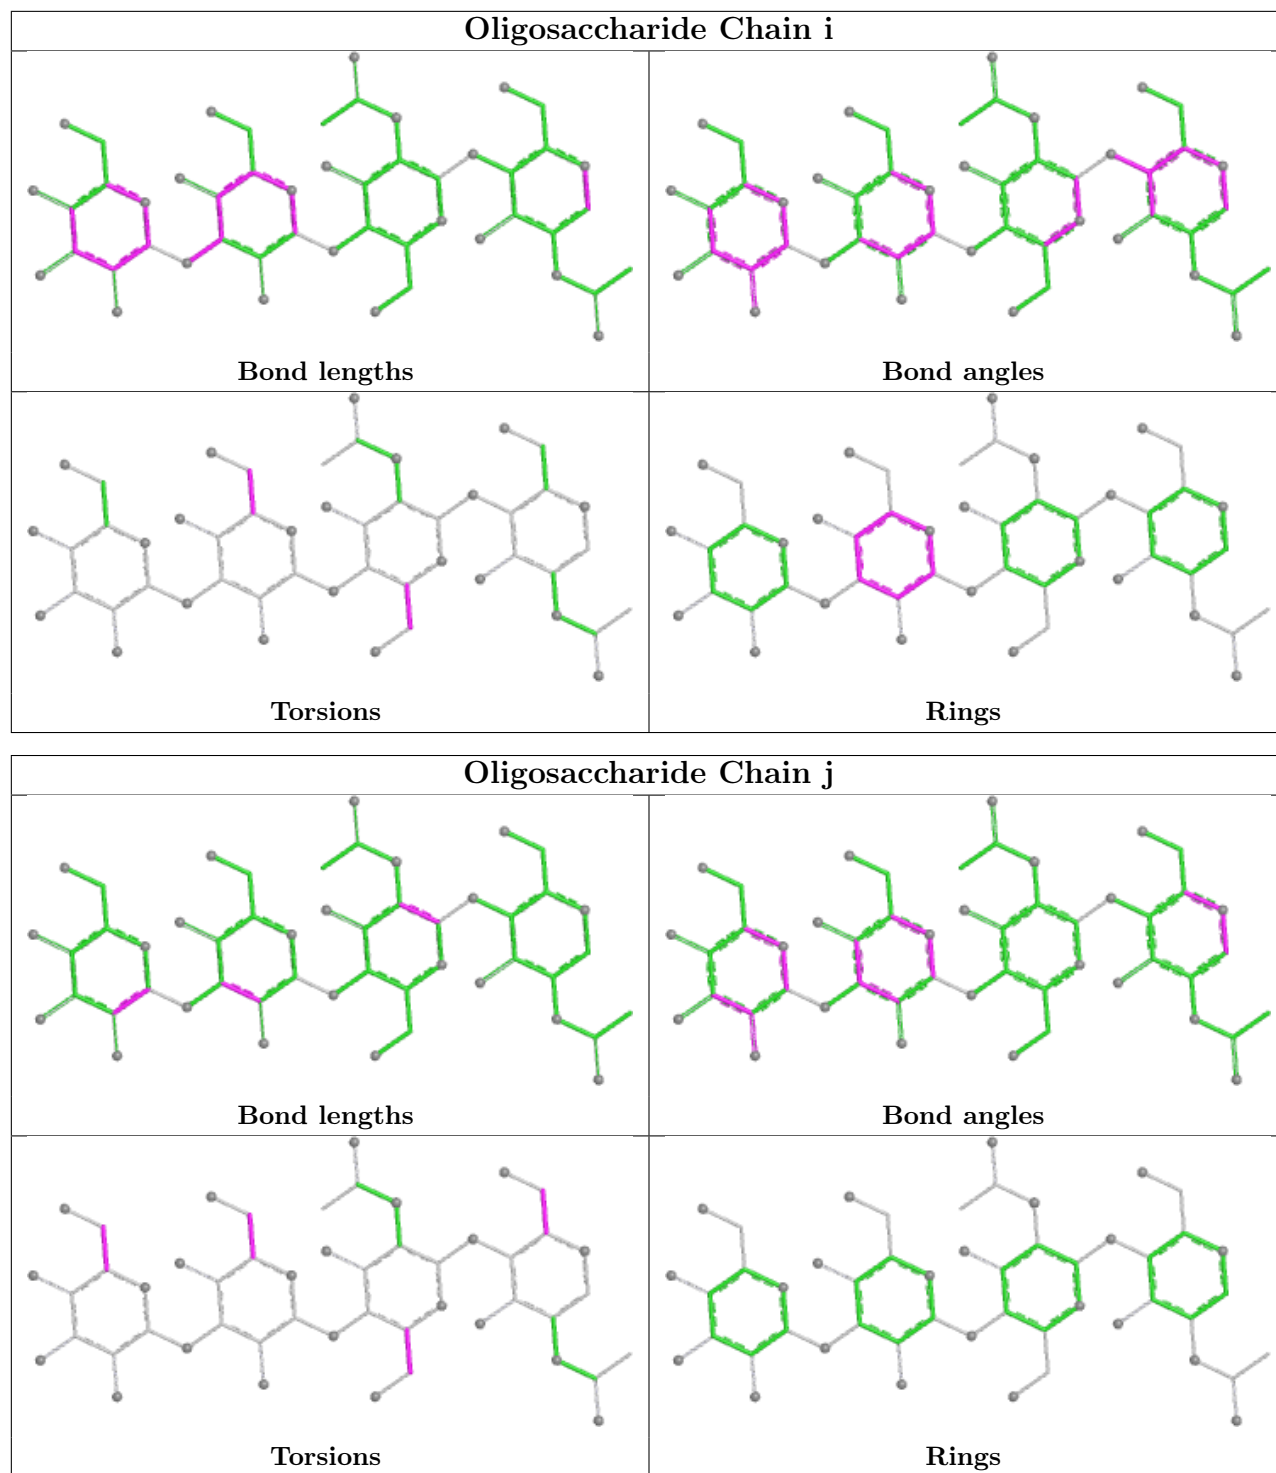 Oligosaccharide Chain i
Bond lengths
Bond angles
Torsions
Rings
Oligosaccharide Chain j
Bond lengths
Bond angles
Torsions
Rings